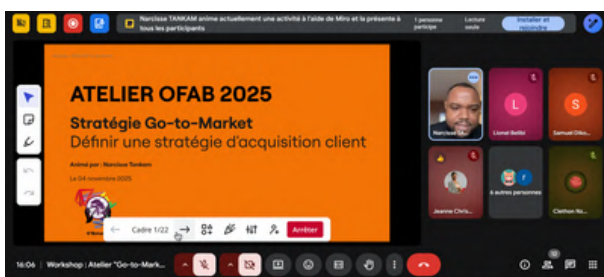 Narcisse TANKAM anime actuellement une activité à l'aide de Miro et la présente à
tous les participants
1 personne
participe
Lecture
seule
Installer et
rejoindre
ATELIER OFAB 2025
Stratégie Go-to-Market
Définir une stratégie d'acquisition client
Animé par : Narcisse Tankam
Le 04 novembre 2025
Cadre 1/22
Arrêter
L
Lionel Belibi
S
Samuel Diko...
Jeanne Chris...
6 autres personnes
Clethon No...
16:06 | Workshop : Atelier "Go-to-Mark...